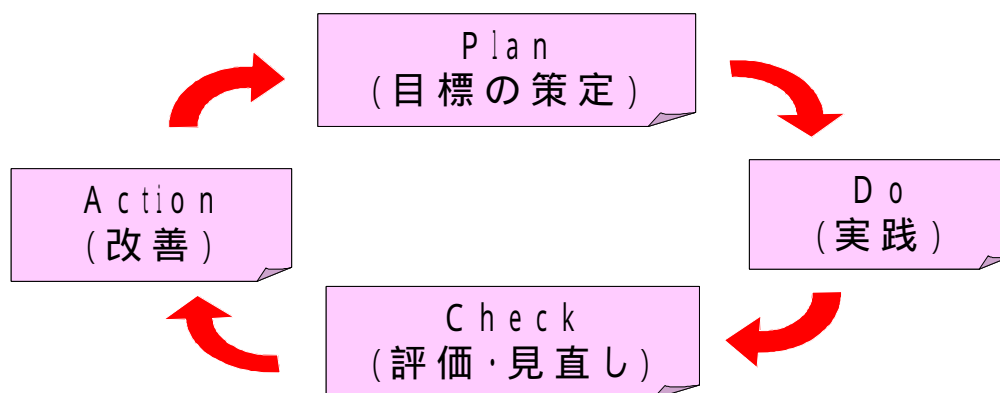 Plan
(目標の策定)
Do
(実践)
Check
(評価・見直し)
Action
(改善)